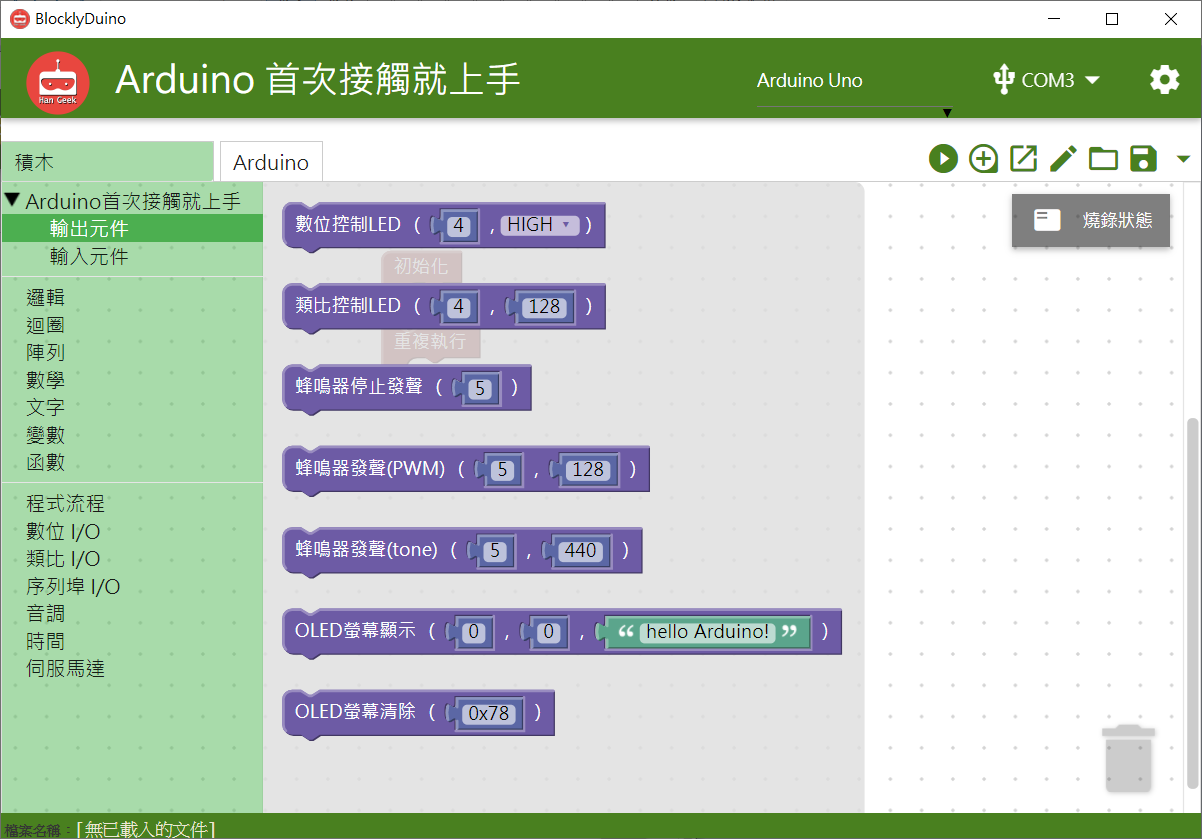 BlocklyDuino
Han Geek
Arduino 首次接觸就上手
Arduino Uno
COM3
積木
Arduino
Arduino首次接觸就上手
輸出元件
輸入元件
邏輯
迴圈
陣列
數學
文字
變數
函數
程式流程
數位 I/O
類比 I/O
序列埠 I/O
音調
時間
伺服馬達
數位控制LED ( 4 , HIGH )
初始化
類比控制LED ( 4 , 128 )
重複執行
蜂鳴器停止發聲 ( 5 )
蜂鳴器發聲(PWM) ( 5 , 128 )
蜂鳴器發聲(tone) ( 5 , 440 )
OLED螢幕顯示 ( 0 , 0 , “ hello Arduino! ” )
OLED螢幕清除 ( 0x78 )
燒錄狀態
檔案名稱：[無已載入的文件]